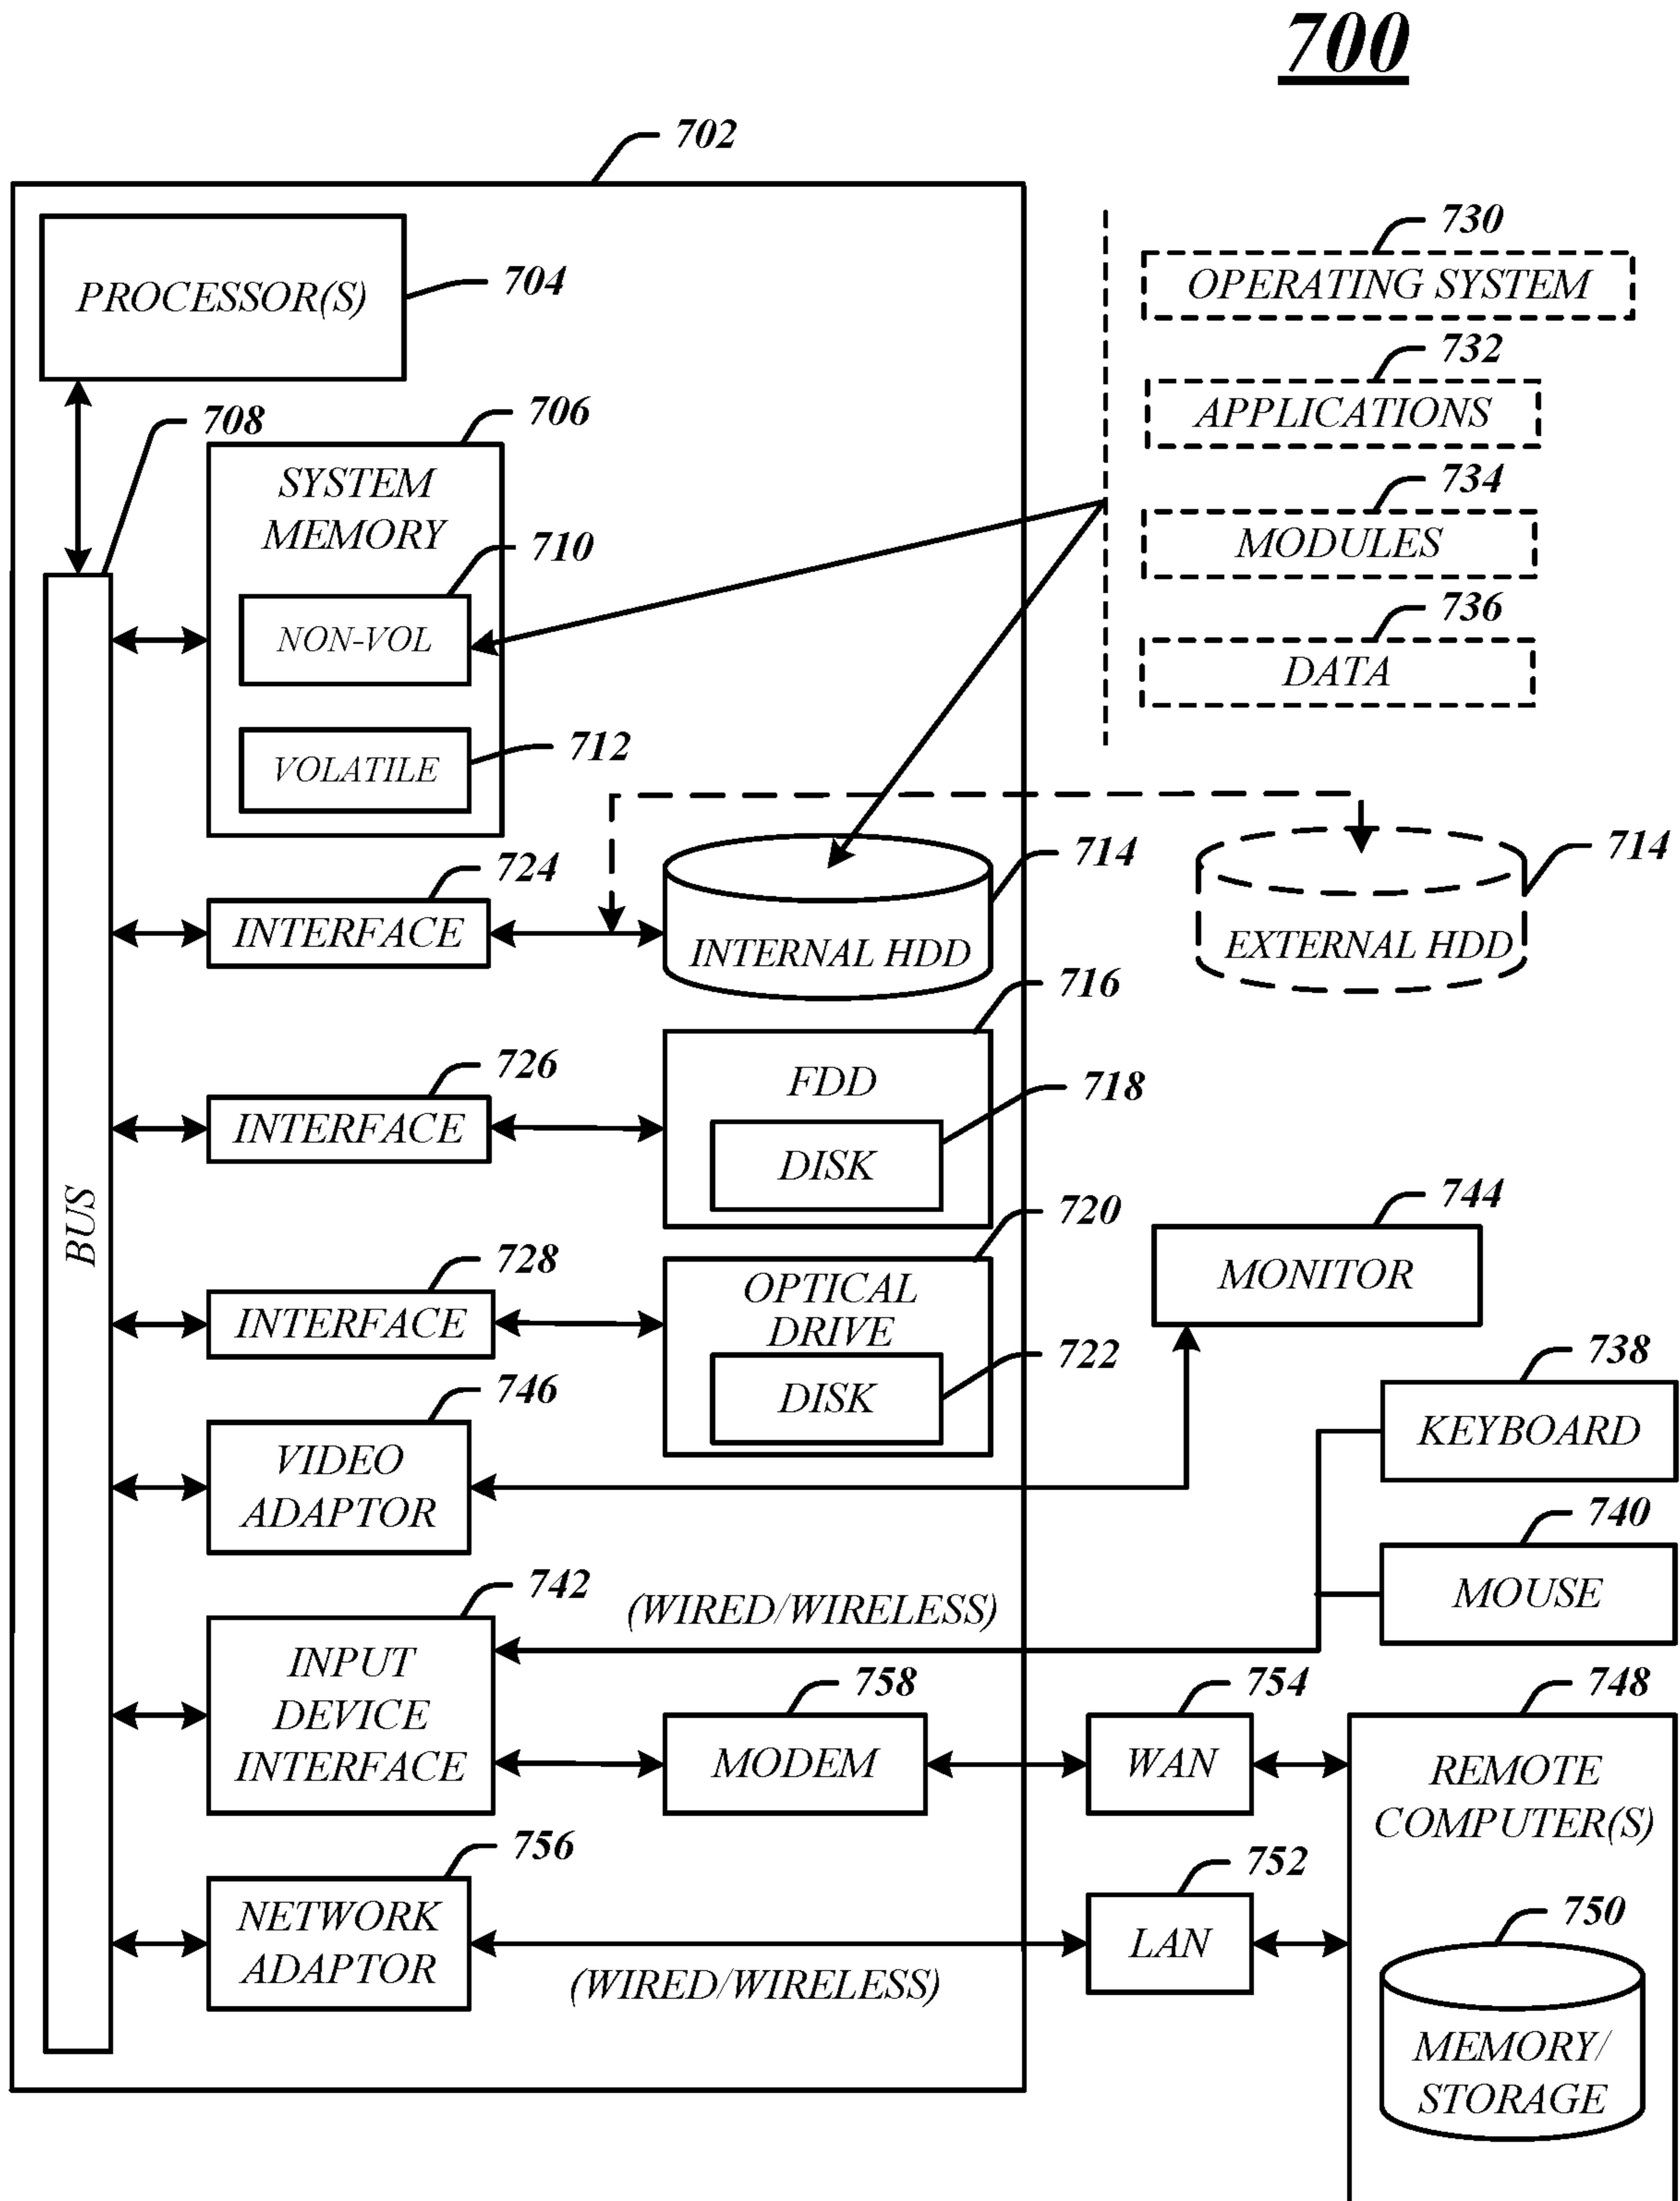 700
702
PROCESSOR(S)
704
708
706
SYSTEM
MEMORY
710
NON-VOL
712
VOLATILE
730
OPERATING SYSTEM
732
APPLICATIONS
734
MODULES
736
DATA
724
INTERFACE
714
INTERNAL HDD
714
EXTERNAL HDD
716
726
INTERFACE
FDD
718
DISK
BUS
720
728
INTERFACE
OPTICAL
DRIVE
722
DISK
744
MONITOR
746
VIDEO
ADAPTOR
738
KEYBOARD
740
MOUSE
742
(WIRED/WIRELESS)
INPUT
DEVICE
INTERFACE
758
MODEM
754
WAN
748
REMOTE
COMPUTER(S)
756
NETWORK
ADAPTOR
(WIRED/WIRELESS)
752
LAN
750
MEMORY/
STORAGE